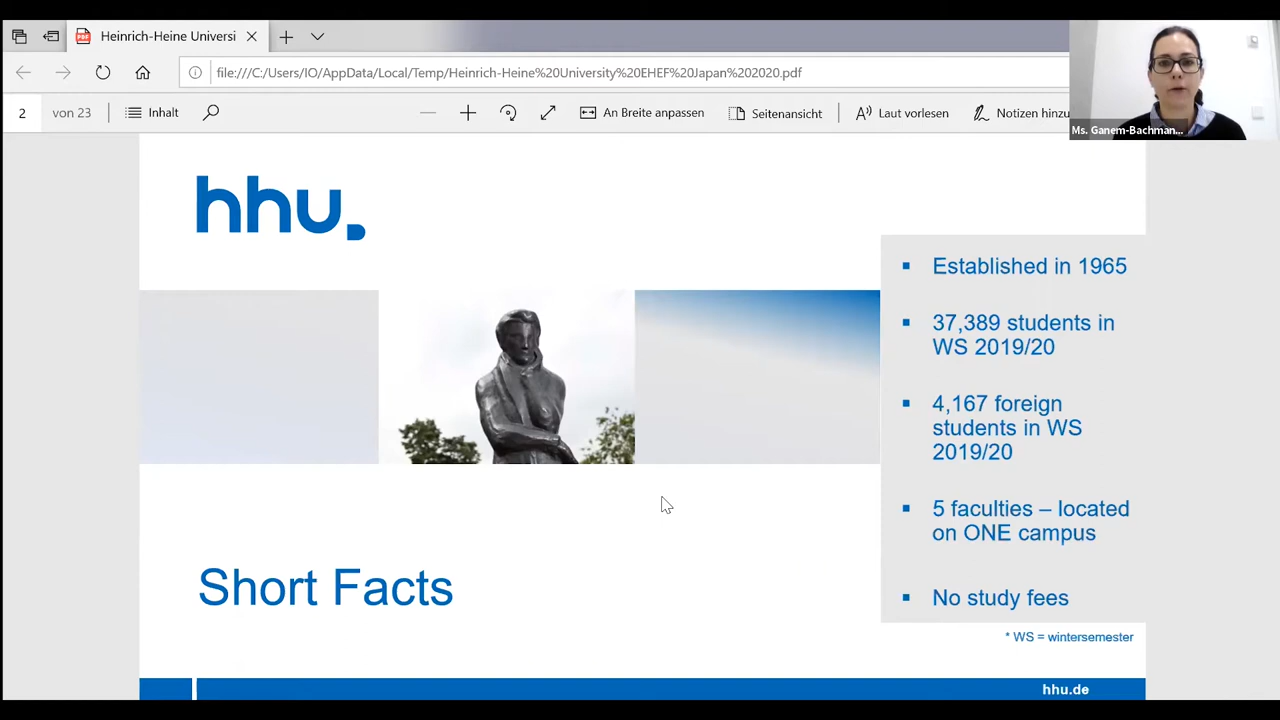 Heinrich-Heine Universi
file:///C:/Users/IO/AppData/Local/Temp/Heinrich-Heine%20University%20EHEF%20Japan%202020.pdf
2 von 23 Inhalt An Breite anpassen Seitenansicht Laut vorlesen Notizen hinzu
Ms. Ganem-Bachman...
hhu.
Established in 1965
37,389 students in
WS 2019/20
4,167 foreign
students in WS
2019/20
5 faculties – located
on ONE campus
No study fees
Short Facts
* WS = wintersemester
hhu.de